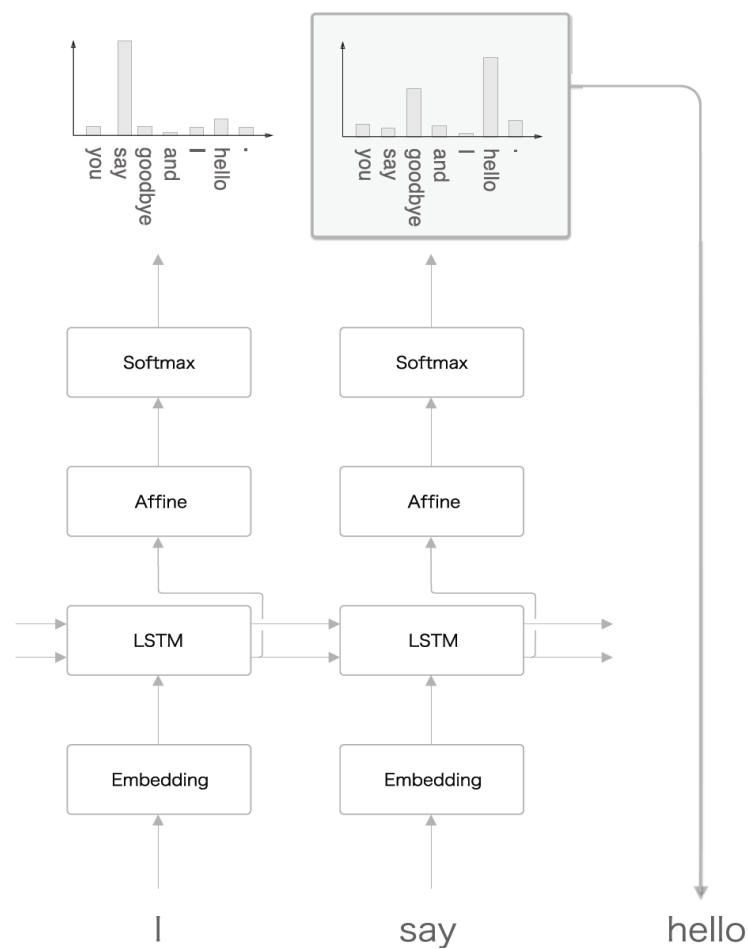 you say goodbye and I hello .
you say goodbye and I hello .
Softmax Softmax
Affine Affine
LSTM LSTM
Embedding Embedding
I say hello